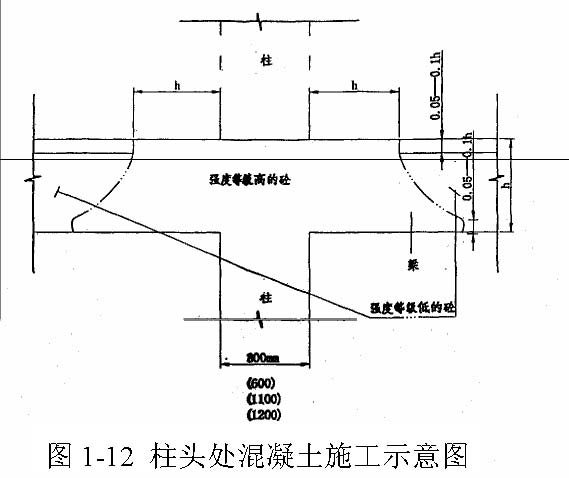 柱
h
h
0.05—0.1h
强度等级高的砼
0.05—0.1h
h
梁
柱
强度等级低的砼
800mm
(600)
(1100)
(1200)
图 1-12 柱头处混凝土施工示意图